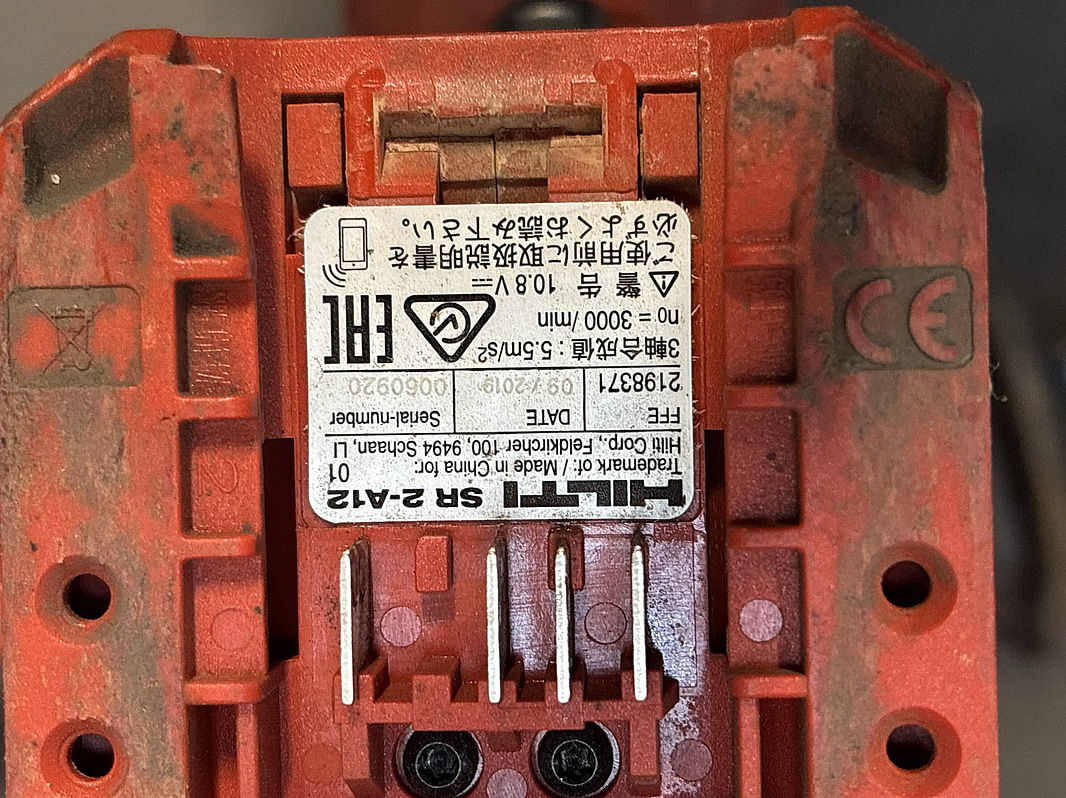 HILTI SR 2-A12
Trademark of: / Made in China for: 01
Hilti Corp., Feldkircher 100, 9494 Schaan, LI
FFE DATE Serial-number
2198371 09 / 2019 0060920
3軸合成値 : 5.5m/s²
n₀ = 3000 /min
⚠ 警 告 10.8 V⎓
ご使用前に取扱説明書を
必ずよくお読み下さい。
EAC
CE